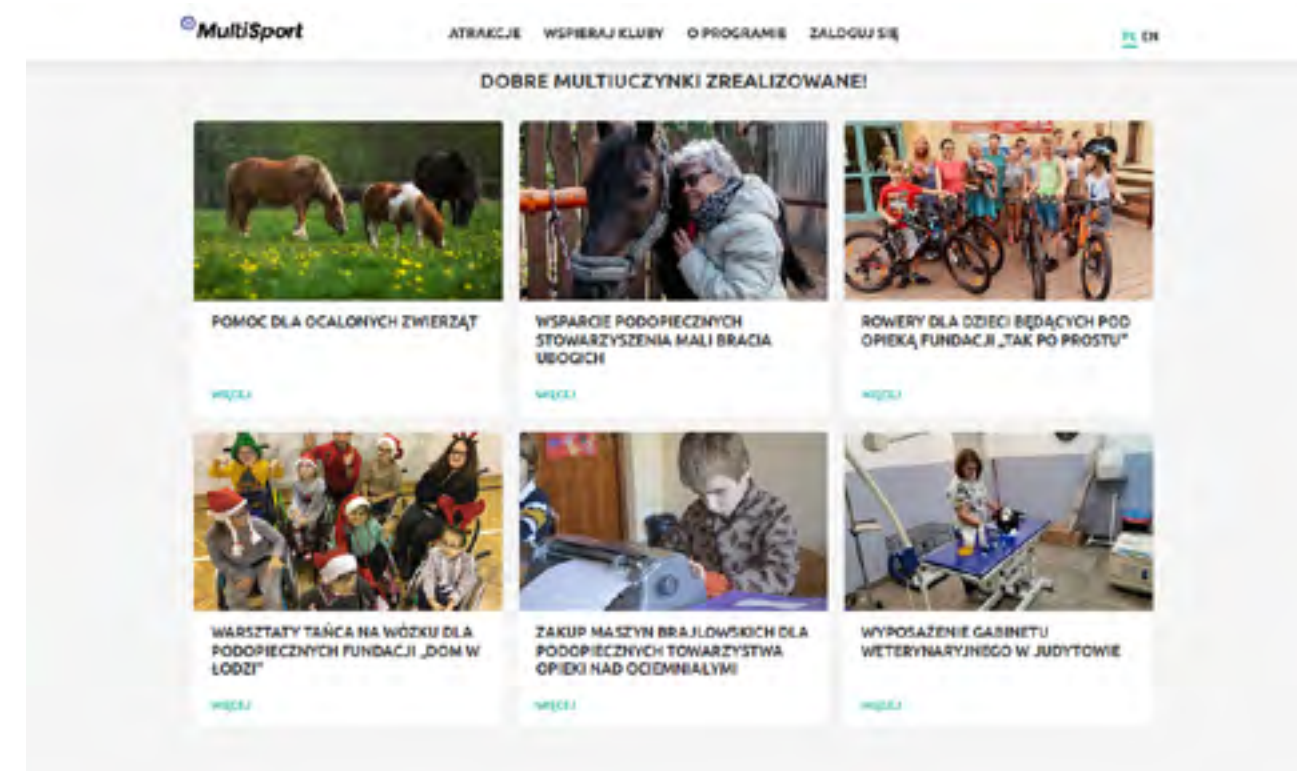 MultiSport
ATRAKCJE WSPIERAJ KLUBY O PROGRAMIE ZALOGUJ SIĘ
PL EN
DOBRE MULTIUCZYNKI ZREALIZOWANE!
POMOC DLA OCALONYCH ZWIERZĄT
WIĘCEJ
WSPARCIE PODOPIECZNYCH
STOWARZYSZENIA MALI BRACIA
UBOGICH
WIĘCEJ
ROWERY DLA DZIECI BĘDĄCYCH POD
OPIEKĄ FUNDACJI „TAK PO PROSTU”
WIĘCEJ
WARSZTATY TAŃCA NA WÓZKU DLA
PODOPIECZNYCH FUNDACJI „DOM W
ŁODZI”
WIĘCEJ
ZAKUP MASZYN BRAJLOWSKICH DLA
PODOPIECZNYCH TOWARZYSTWA
OPIEKI NAD OCIEMNIAŁYMI
WIĘCEJ
WYPOSAŻENIE GABINETU
WETERYNARYJNEGO W JUDYTOWIE
WIĘCEJ